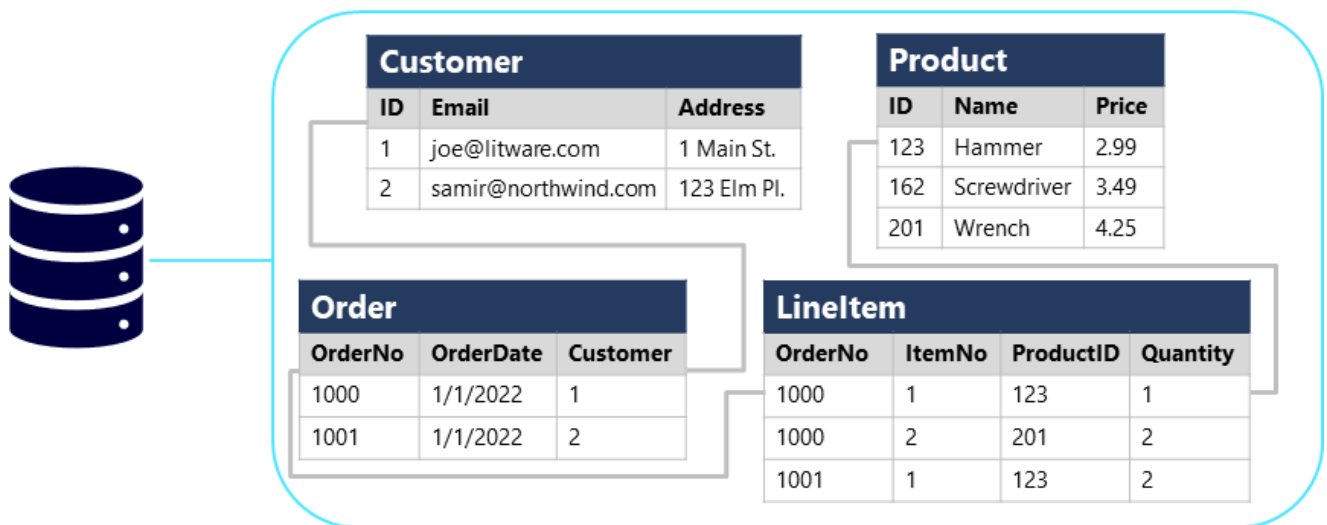 Customer
ID Email Address
1 joe@litware.com 1 Main St.
2 samir@northwind.com 123 Elm Pl.
Product
ID Name Price
123 Hammer 2.99
162 Screwdriver 3.49
201 Wrench 4.25
Order
OrderNo OrderDate Customer
1000 1/1/2022 1
1001 1/1/2022 2
LineItem
OrderNo ItemNo ProductID Quantity
1000 1 123 1
1000 2 201 2
1001 1 123 2